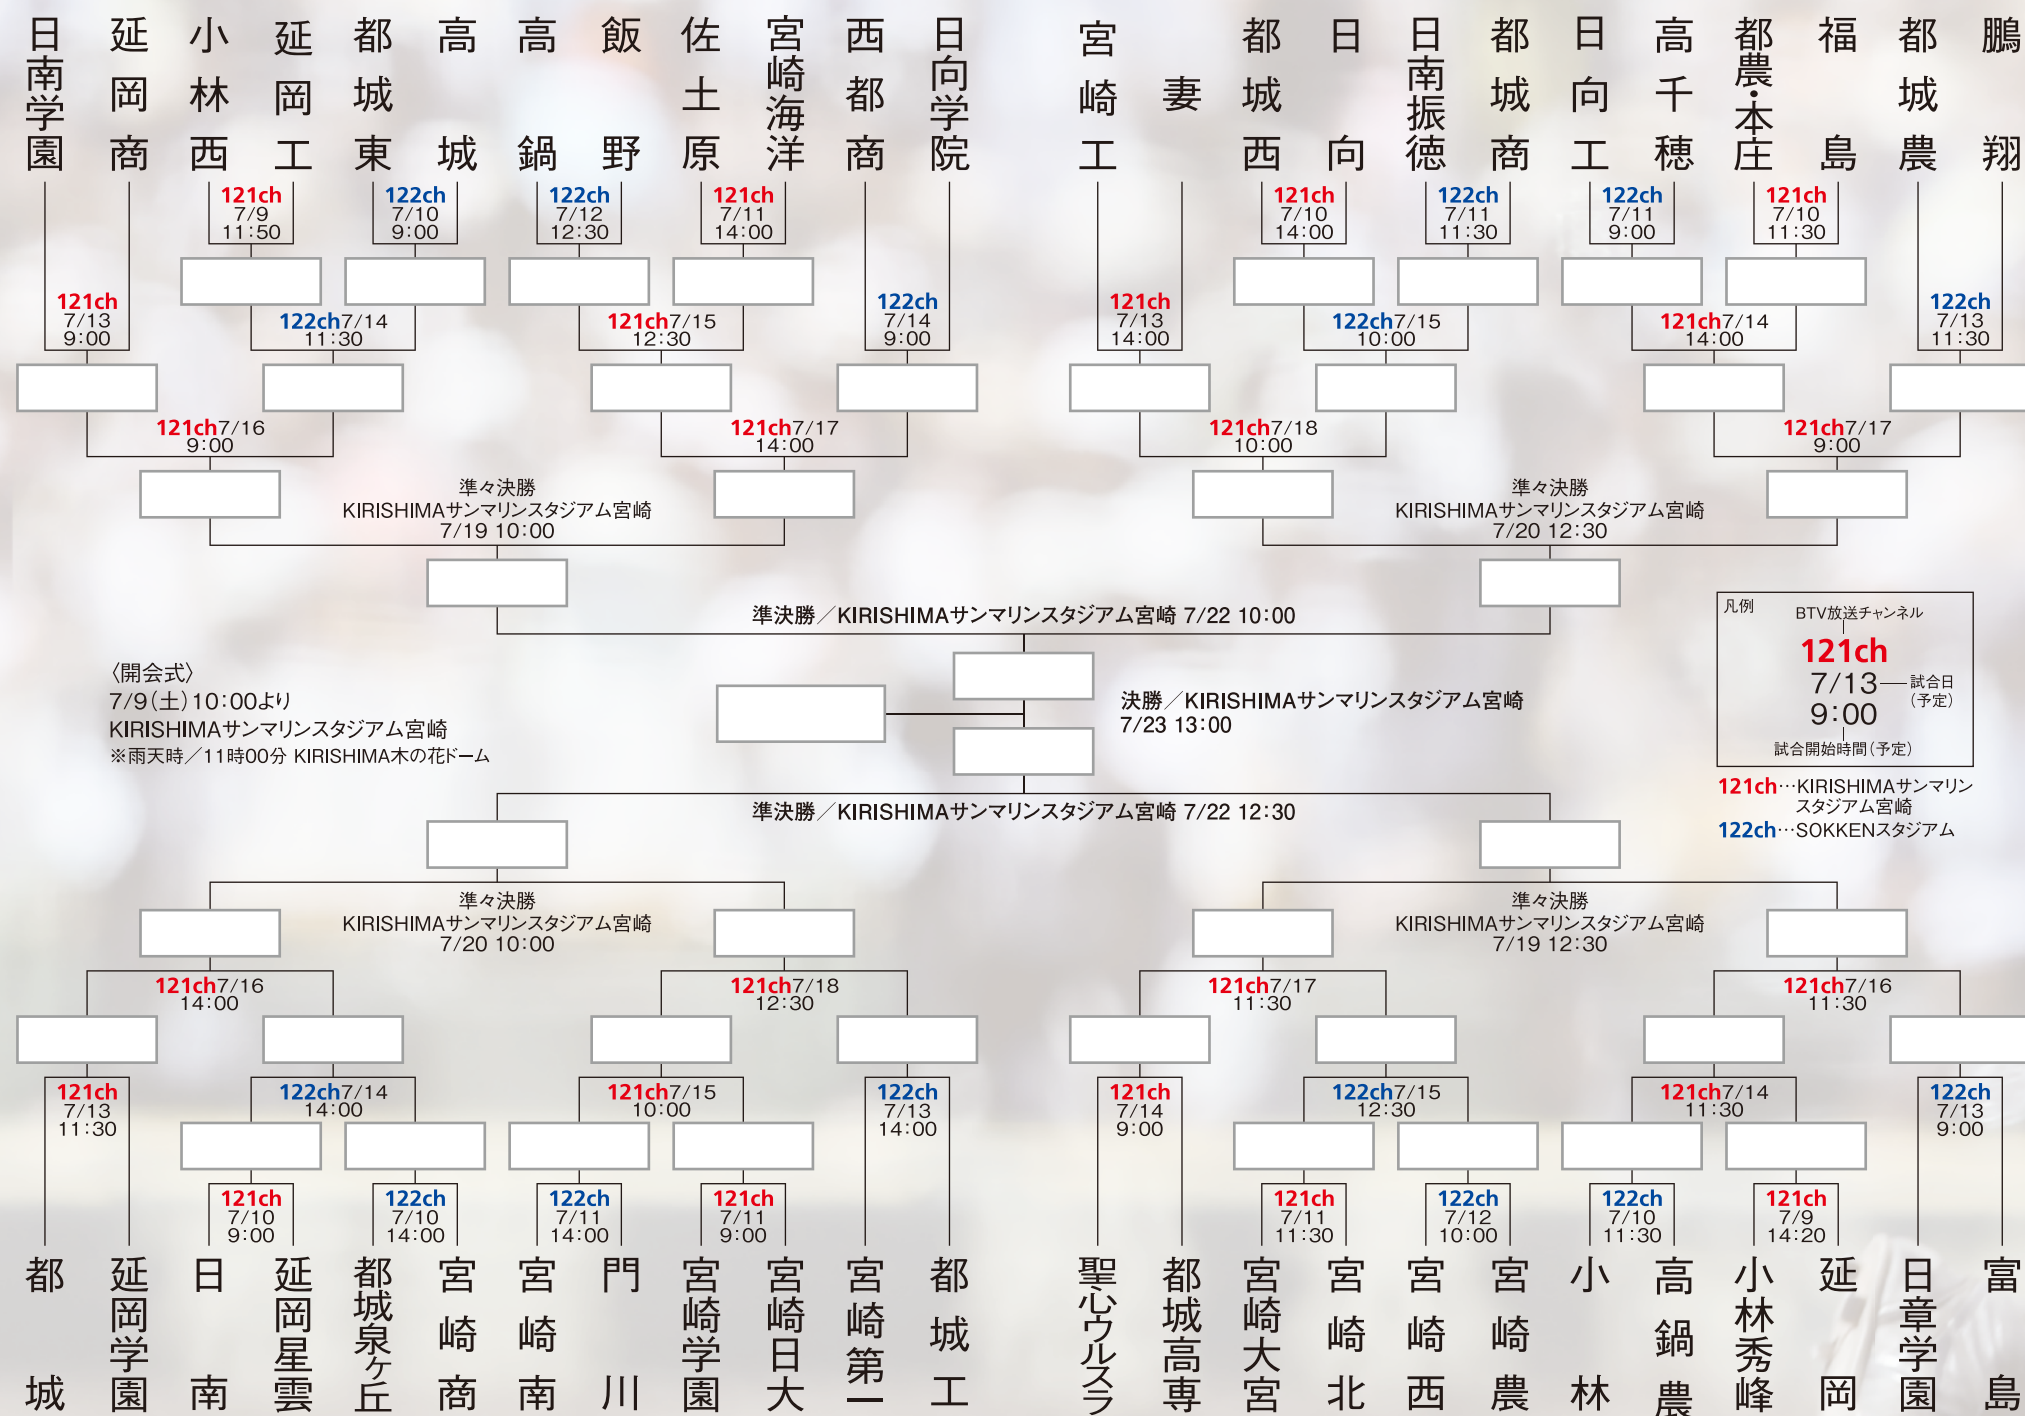 日南学園
延岡商
小林西
延岡工
都城東
高城
高鍋
飯野
佐土原
宮崎海洋
西都商
日向学院
宮崎工
妻
都城西
日向
日南振徳
都城商
日向工
高千穂
都農・本庄
福島
都城農
鵬翔
121ch
7/9
11:50
122ch
7/10
9:00
122ch
7/12
12:30
121ch
7/11
14:00
121ch
7/10
14:00
122ch
7/11
11:30
122ch
7/11
9:00
121ch
7/10
11:30
121ch
7/13
9:00
122ch7/14
11:30
121ch7/15
12:30
122ch
7/14
9:00
121ch
7/13
14:00
122ch7/15
10:00
121ch7/14
14:00
122ch
7/13
11:30
121ch7/16
9:00
121ch7/17
14:00
121ch7/18
10:00
121ch7/17
9:00
準々決勝
KIRISHIMAサンマリンスタジアム宮崎
7/19 10:00
準々決勝
KIRISHIMAサンマリンスタジアム宮崎
7/20 12:30
準決勝／KIRISHIMAサンマリンスタジアム宮崎 7/22 10:00
〈開会式〉
7/9(土)10:00より
KIRISHIMAサンマリンスタジアム宮崎
※雨天時／11時00分 KIRISHIMA木の花ドーム
決勝／KIRISHIMAサンマリンスタジアム宮崎
7/23 13:00
凡例
BTV放送チャンネル
121ch
7/13
試合日
(予定)
9:00
試合開始時間(予定)
121ch…KIRISHIMAサンマリン
スタジアム宮崎
122ch…SOKKENスタジアム
準決勝／KIRISHIMAサンマリンスタジアム宮崎 7/22 12:30
準々決勝
KIRISHIMAサンマリンスタジアム宮崎
7/20 10:00
準々決勝
KIRISHIMAサンマリンスタジアム宮崎
7/19 12:30
121ch7/16
14:00
121ch7/18
12:30
121ch7/17
11:30
121ch7/16
11:30
121ch
7/13
11:30
122ch7/14
14:00
121ch7/15
10:00
122ch
7/13
14:00
121ch
7/14
9:00
122ch7/15
12:30
121ch7/14
11:30
122ch
7/13
9:00
121ch
7/10
9:00
122ch
7/10
14:00
122ch
7/11
14:00
121ch
7/11
9:00
121ch
7/11
11:30
122ch
7/12
10:00
122ch
7/10
11:30
121ch
7/9
14:20
都城
延岡学園
日南
延岡星雲
都城泉ヶ丘
宮崎商
宮崎南
門川
宮崎学園
宮崎日大
宮崎第一
都城工
聖心ウルスラ
都城高専
宮崎大宮
宮崎北
宮崎西
宮崎農
小林
高鍋農
小林秀峰
延岡
日章学園
富島